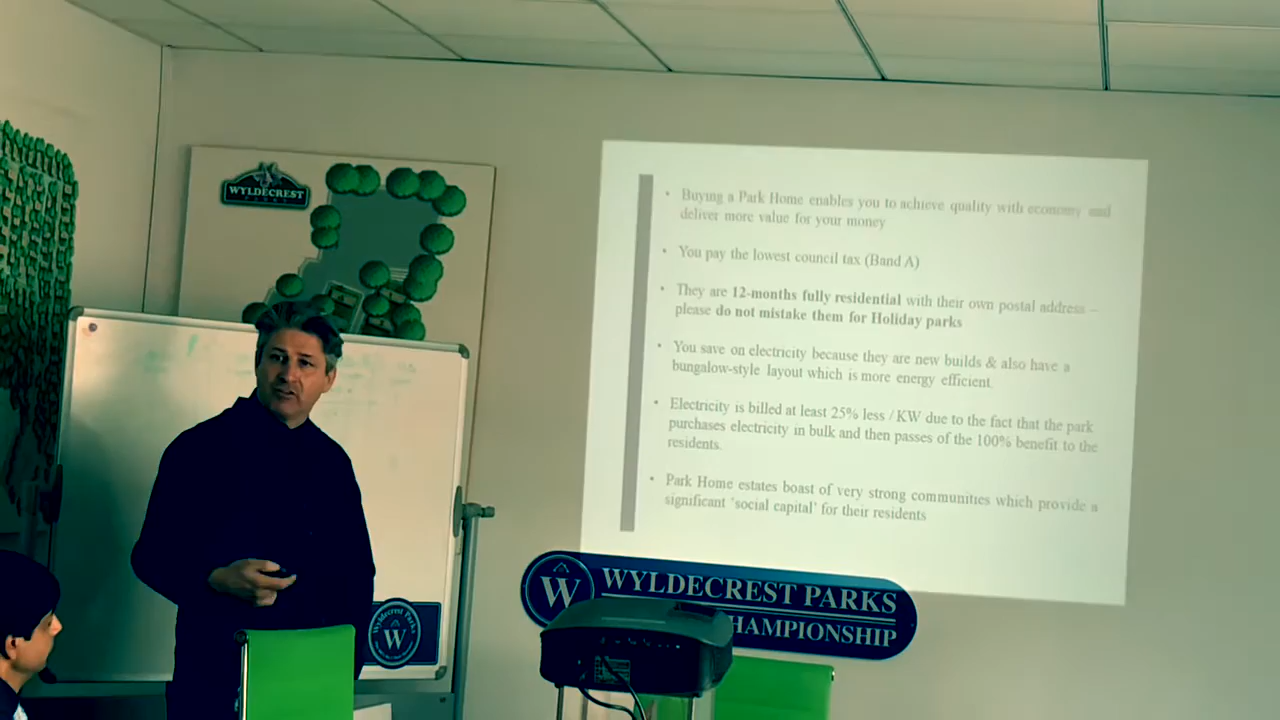 WYLDECREST
PARKS
• Buying a Park Home enables you to achieve quality with economy and
deliver more value for your money
• You pay the lowest council tax (Band A)
• They are 12-months fully residential with their own postal address –
please do not mistake them for Holiday parks
• You save on electricity because they are new builds & also have a
bungalow-style layout which is more energy efficient
• Electricity is billed at least 25% less / KW due to the fact that the park
purchases electricity in bulk and then passes of the 100% benefit to the
residents.
• Park Home estates boast of very strong communities which provide a
significant 'social capital' for their residents
W
WYLDECREST PARKS
HAMPIONSHIP
Wyldecrest Parks
W